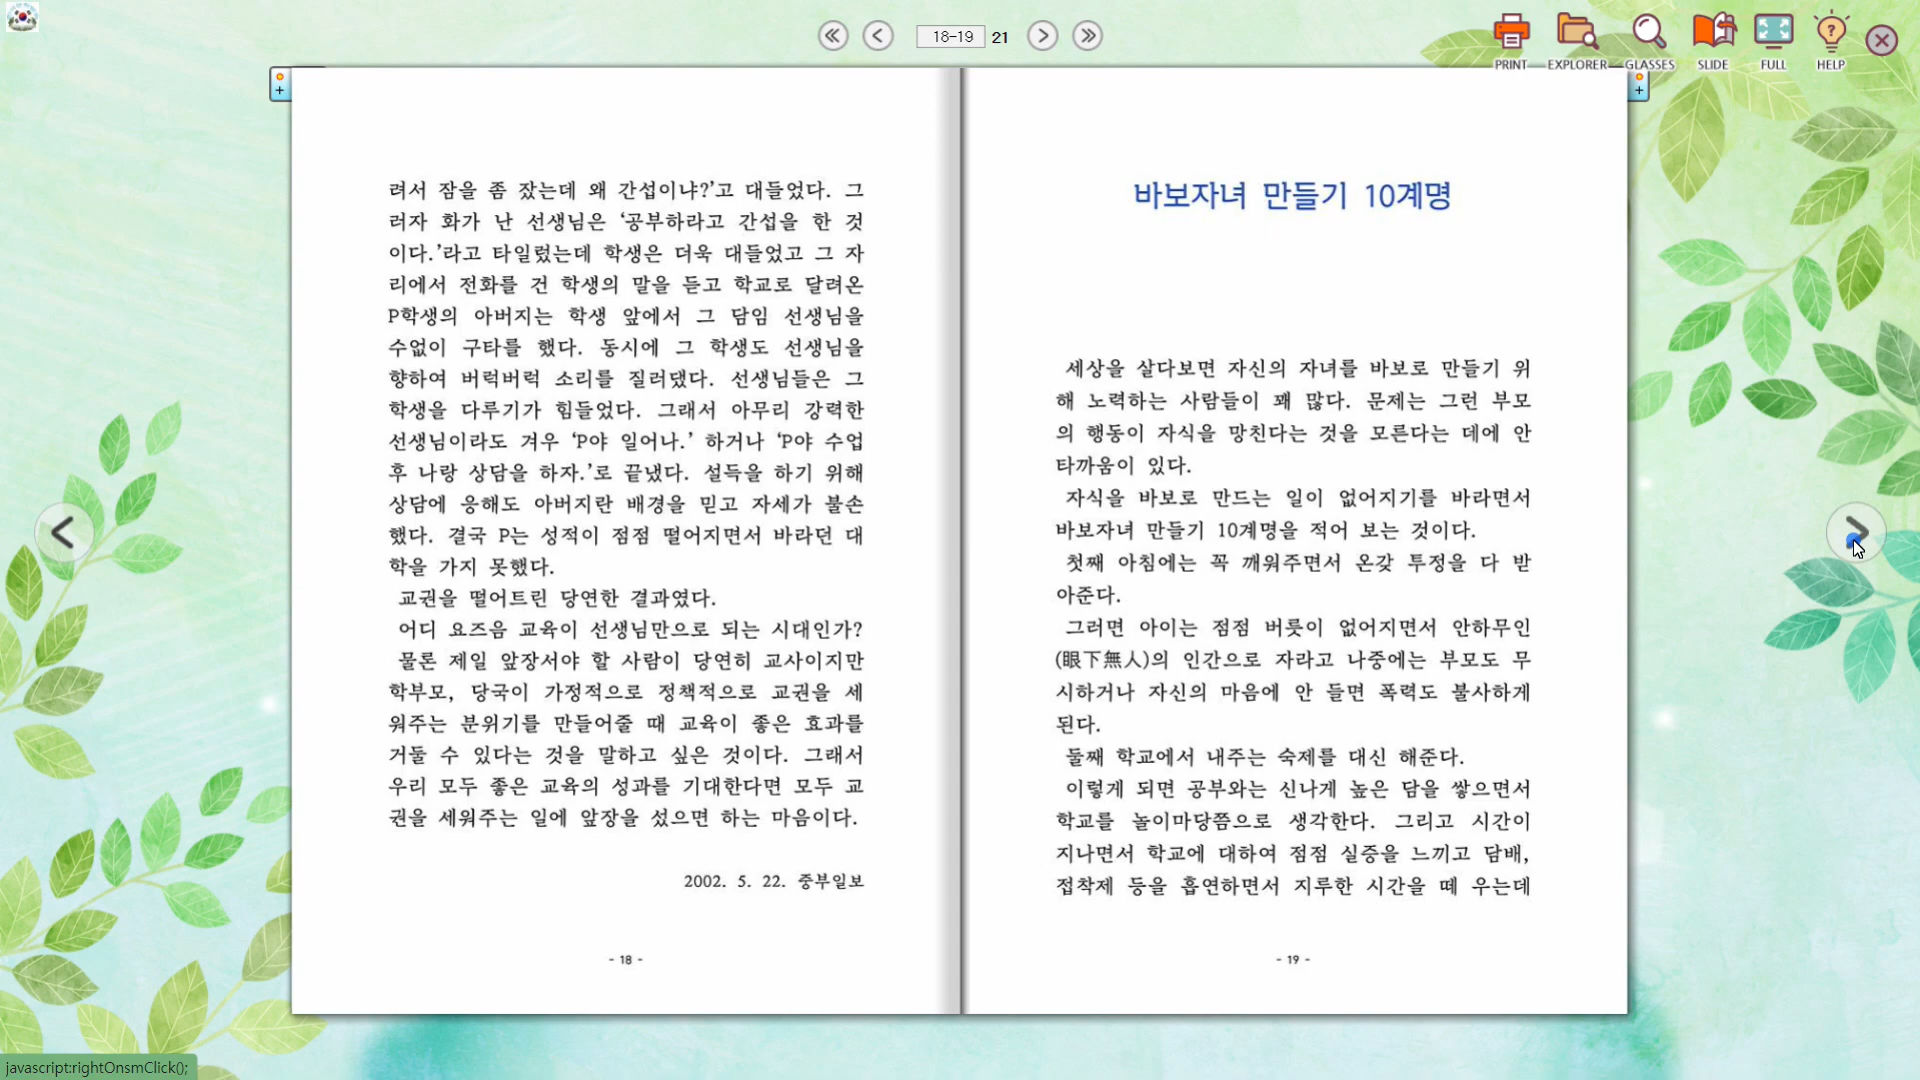 18-19 21
PRINT EXPLORER GLASSES SLIDE FULL HELP
려서 잠을 좀 잤는데 왜 간섭이냐?’고 대들었다. 그
러자 화가 난 선생님은 ‘공부하라고 간섭을 한 것
이다.’라고 타일렀는데 학생은 더욱 대들었고 그 자
리에서 전화를 건 학생의 말을 듣고 학교로 달려온
P학생의 아버지는 학생 앞에서 그 담임 선생님을
수없이 구타를 했다. 동시에 그 학생도 선생님을
향하여 버럭버럭 소리를 질러댔다. 선생님들은 그
학생을 다루기가 힘들었다. 그래서 아무리 강력한
선생님이라도 겨우 ‘P야 일어나.’ 하거나 ‘P야 수업
후 나랑 상담을 하자.’로 끝냈다. 설득을 하기 위해
상담에 응해도 아버지란 배경을 믿고 자세가 불손
했다. 결국 P는 성적이 점점 떨어지면서 바라던 대
학을 가지 못했다.
교권을 떨어트린 당연한 결과였다.
어디 요즈음 교육이 선생님만으로 되는 시대인가?
물론 제일 앞장서야 할 사람이 당연히 교사이지만
학부모, 당국이 가정적으로 정책적으로 교권을 세
워주는 분위기를 만들어줄 때 교육이 좋은 효과를
거둘 수 있다는 것을 말하고 싶은 것이다. 그래서
우리 모두 좋은 교육의 성과를 기대한다면 모두 교
권을 세워주는 일에 앞장을 섰으면 하는 마음이다.
2002. 5. 22. 중부일보
- 18 -
바보자녀 만들기 10계명
세상을 살다보면 자신의 자녀를 바보로 만들기 위
해 노력하는 사람들이 꽤 많다. 문제는 그런 부모
의 행동이 자식을 망친다는 것을 모른다는 데에 안
타까움이 있다.
자식을 바보로 만드는 일이 없어지기를 바라면서
바보자녀 만들기 10계명을 적어 보는 것이다.
첫째 아침에는 꼭 깨워주면서 온갖 투정을 다 받
아준다.
그러면 아이는 점점 버릇이 없어지면서 안하무인
(眼下無人)의 인간으로 자라고 나중에는 부모도 무
시하거나 자신의 마음에 안 들면 폭력도 불사하게
된다.
둘째 학교에서 내주는 숙제를 대신 해준다.
이렇게 되면 공부와는 신나게 높은 담을 쌓으면서
학교를 놀이마당쯤으로 생각한다. 그리고 시간이
지나면서 학교에 대하여 점점 실증을 느끼고 담배,
접착제 등을 흡연하면서 지루한 시간을 떼 우는데
- 19 -
javascript:rightOnsmClick();